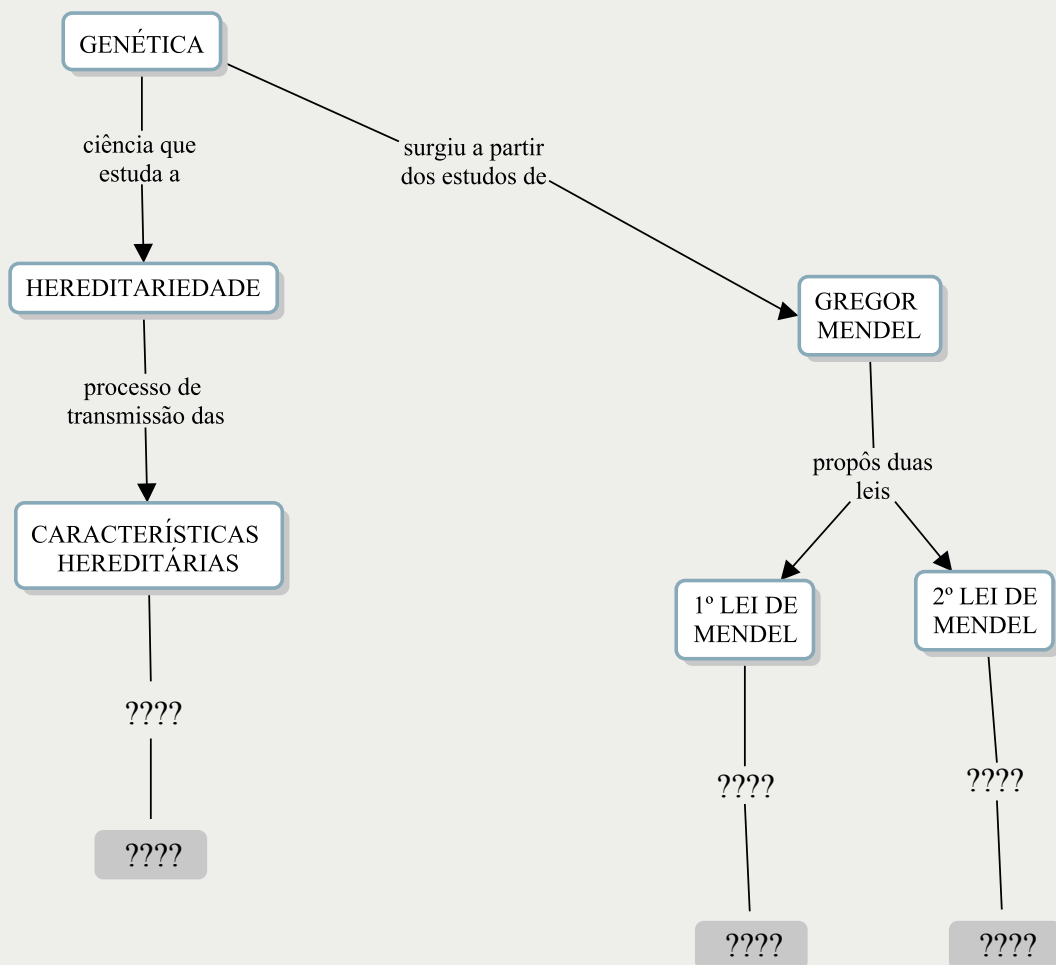 GENÉTICA
ciência que
estuda a
surgiu a partir
dos estudos de
HEREDITARIEDADE
GREGOR
MENDEL
processo de
transmissão das
propôs duas
leis
CARACTERÍSTICAS
HEREDITÁRIAS
1º LEI DE
MENDEL
2º LEI DE
MENDEL
????
????
????
????
????
????